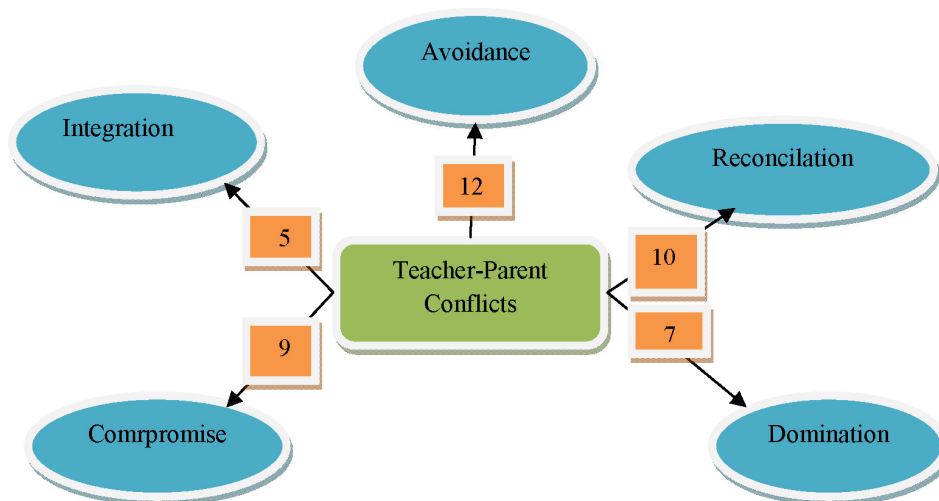 Avoidance
Integration
Reconcilation
12
5
10
Teacher-Parent
Conflicts
9
7
Comrpromise
Domination